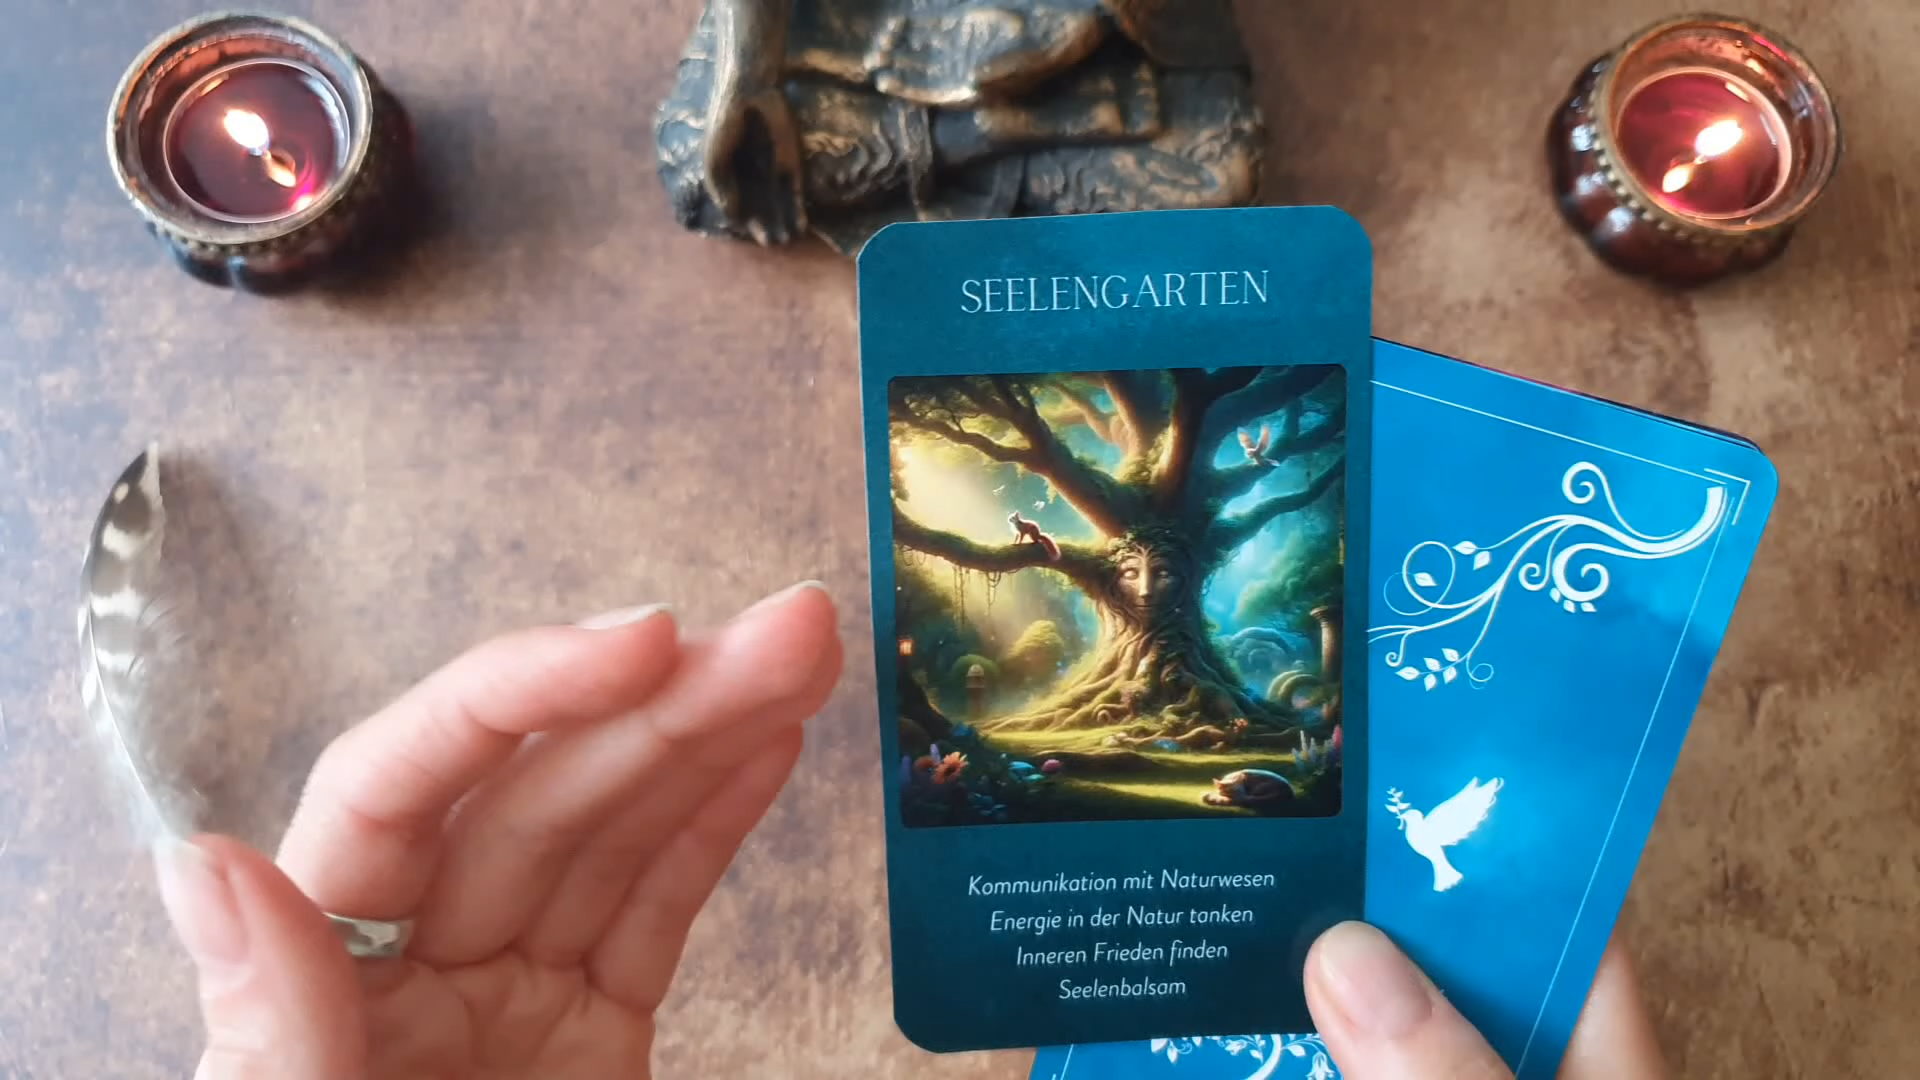 SEELENGARTEN
Kommunikation mit Naturwesen
Energie in der Natur tanken
Inneren Frieden finden
Seelenbalsam